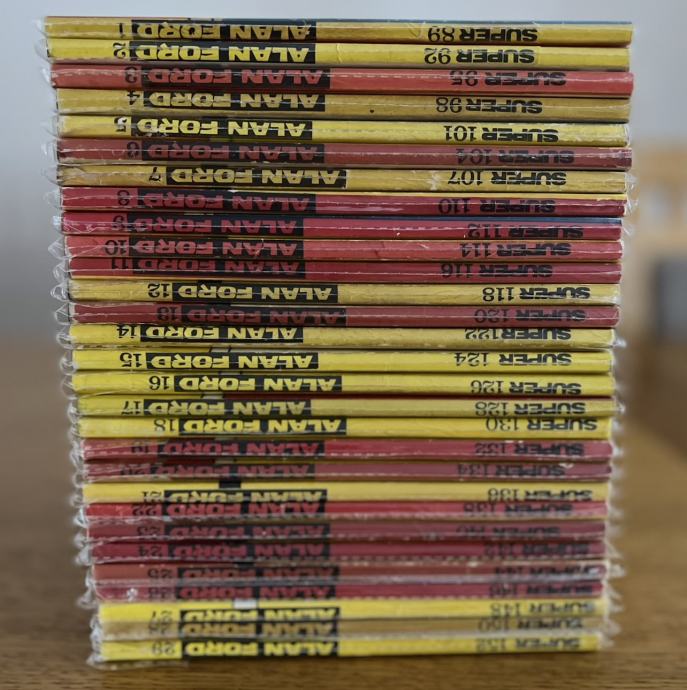 SUPER 89 ALAN FORD 1
SUPER 92 ALAN FORD 2
SUPER 95 ALAN FORD 3
SUPER 98 ALAN FORD 4
SUPER 101 ALAN FORD 5
SUPER 104 ALAN FORD 6
SUPER 107 ALAN FORD 7
SUPER 110 ALAN FORD 8
SUPER 112 ALAN FORD 9
SUPER 114 ALAN FORD 10
SUPER 116 ALAN FORD 11
SUPER 118 ALAN FORD 12
SUPER 120 ALAN FORD 13
SUPER 122 ALAN FORD 14
SUPER 124 ALAN FORD 15
SUPER 126 ALAN FORD 16
SUPER 128 ALAN FORD 17
SUPER 130 ALAN FORD 18
SUPER 132 ALAN FORD 19
SUPER 134 ALAN FORD 20
SUPER 136 ALAN FORD 21
SUPER 138 ALAN FORD 22
SUPER ALAN FORD 23
SUPER 142 ALAN FORD 24
SUPER 144 ALAN FORD 25
SUPER 146 ALAN FORD
SUPER 148 ALAN FORD 27
SUPER 150 ALAN FORD
SUPER 152 ALAN FORD 29